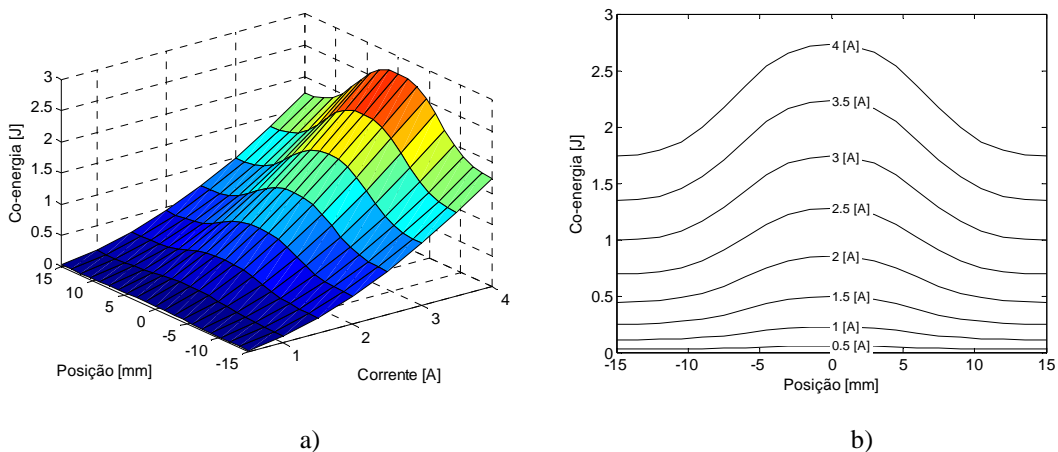 3
2.5
2
1.5
1
0.5
0
Co-energia [J]
15
10
5
0
-5
-10
-15
Posição [mm]
1
2
3
4
Corrente [A]
a)
3
2.5
2
1.5
1
0.5
0
Co-energia [J]
4 [A]
3.5 [A]
3 [A]
2.5 [A]
2 [A]
1.5 [A]
1 [A]
0.5 [A]
-15
-10
-5
0
5
10
15
Posição [mm]
b)